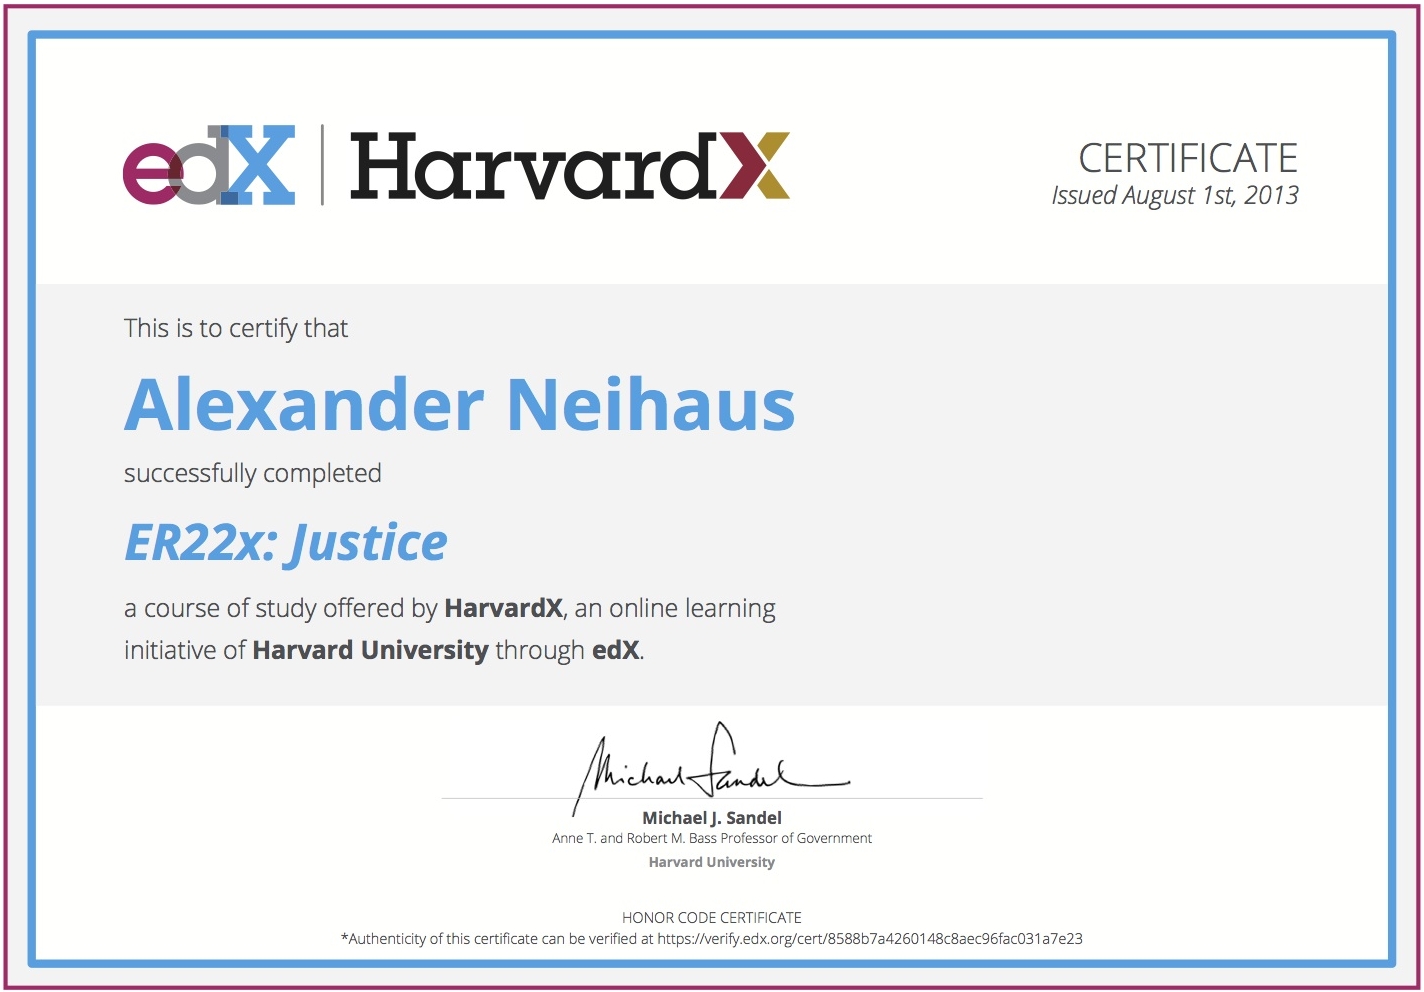 edX | HarvardX
CERTIFICATE
Issued August 1st, 2013
This is to certify that
Alexander Neihaus
successfully completed
ER22x: Justice
a course of study offered by HarvardX, an online learning
initiative of Harvard University through edX.
Michael Sandel
Michael J. Sandel
Anne T. and Robert M. Bass Professor of Government
Harvard University
HONOR CODE CERTIFICATE
*Authenticity of this certificate can be verified at https://verify.edx.org/cert/8588b7a4260148c8aec96fac031a7e23